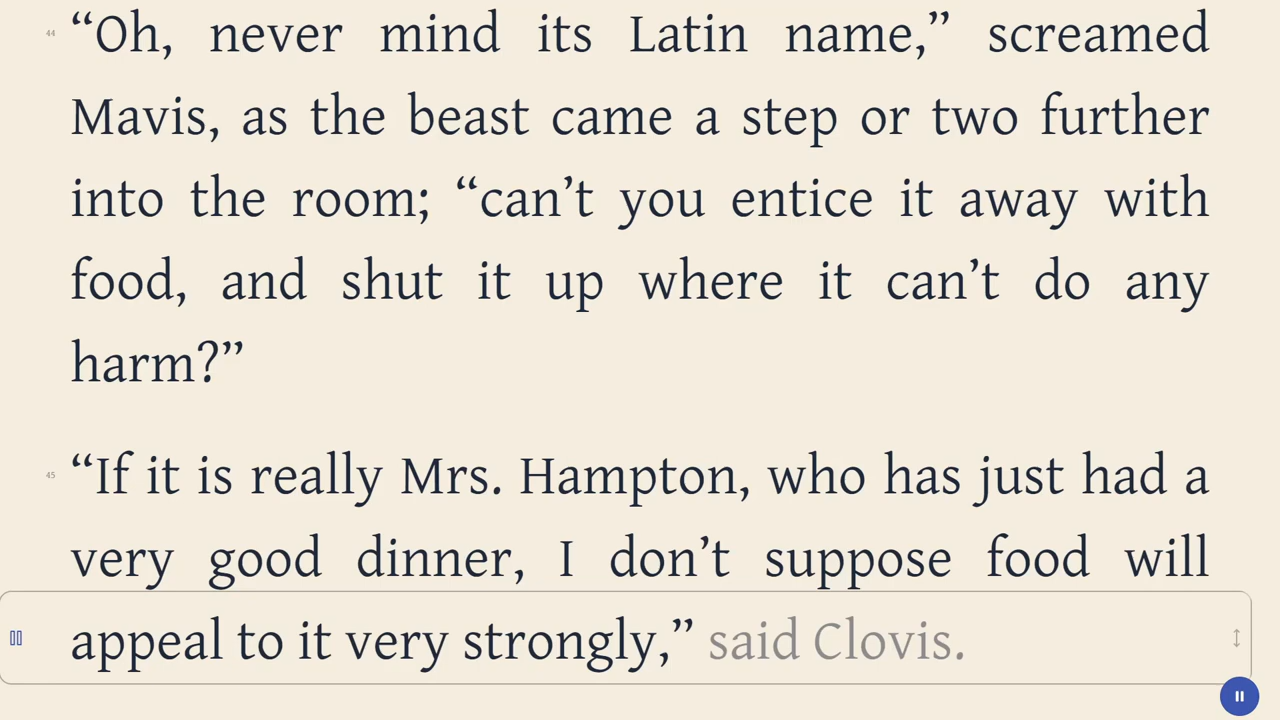 44 “Oh, never mind its Latin name,” screamed
Mavis, as the beast came a step or two further
into the room; “can’t you entice it away with
food, and shut it up where it can’t do any
harm?”
45 “If it is really Mrs. Hampton, who has just had a
very good dinner, I don’t suppose food will
appeal to it very strongly,” said Clovis.